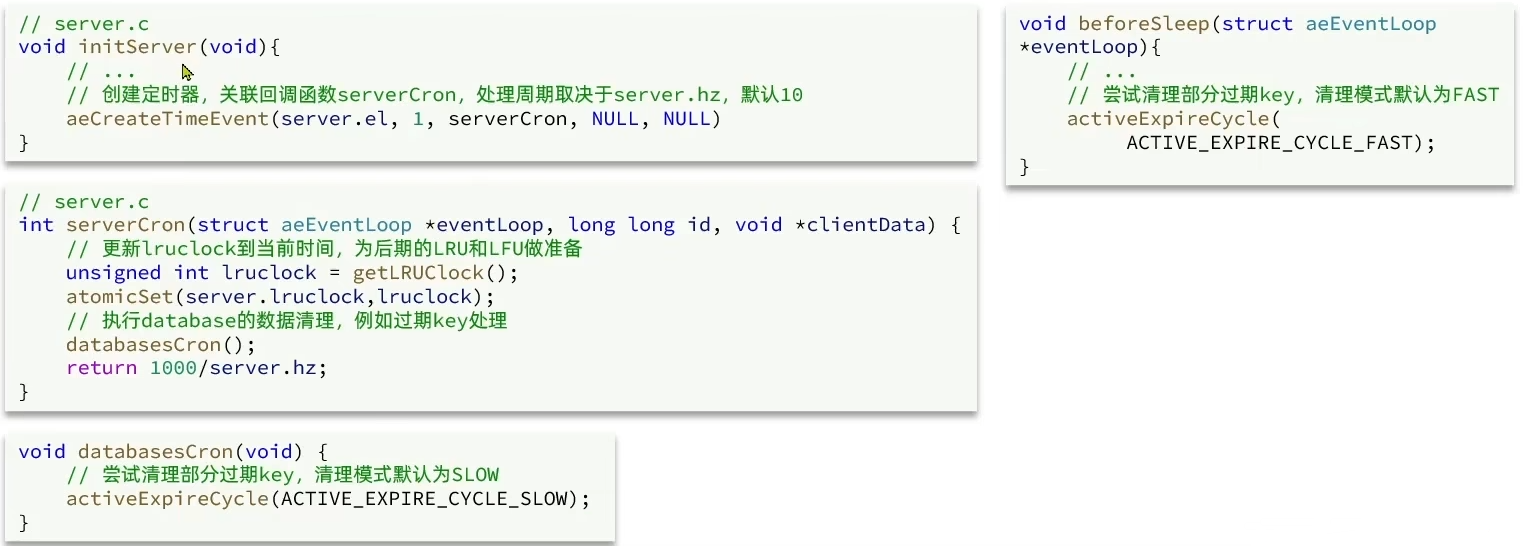 // server.c
void initServer(void){
    // ...
    // 创建定时器，关联回调函数serverCron，处理周期取决于server.hz，默认10
    aeCreateTimeEvent(server.el, 1, serverCron, NULL, NULL)
}
// server.c
int serverCron(struct aeEventLoop *eventLoop, long long id, void *clientData) {
    // 更新lruclock到当前时间，为后期的LRU和LFU做准备
    unsigned int lruclock = getLRUClock();
    atomicSet(server.lruclock,lruclock);
    // 执行database的数据清理，例如过期key处理
    databasesCron();
    return 1000/server.hz;
}
void databasesCron(void) {
    // 尝试清理部分过期key，清理模式默认为SLOW
    activeExpireCycle(ACTIVE_EXPIRE_CYCLE_SLOW);
}
void beforeSleep(struct aeEventLoop
*eventLoop){
    // ...
    // 尝试清理部分过期key，清理模式默认为FAST
    activeExpireCycle(
         ACTIVE_EXPIRE_CYCLE_FAST);
}